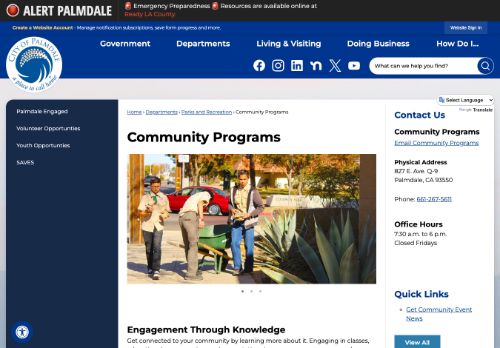 ALERT PALMDALE
🚨 Emergency Preparedness 🚨 Resources are available online at
Ready LA County.
Create a Website Account - Manage notification subscriptions, save form progress and more.
Website Sign In
CITY OF PALMDALE
a place to call home
Government
Departments
Living & Visiting
Doing Business
How Do I...
What can we help you find?
Select Language
Google Translate
Palmdale Engaged
Volunteer Opportunities
Youth Opportunities
SAVES
Home › Departments › Parks and Recreation › Community Programs
Community Programs
Engagement Through Knowledge
Get connected to your community by learning more about it. Engaging in classes,
Contact Us
Community Programs
Email Community Programs
Physical Address
827 E. Ave. Q-9
Palmdale, CA 93550
Phone: 661-267-5611
Office Hours
7:30 a.m. to 6 p.m.
Closed Fridays
Quick Links
Get Community Event
News
View All